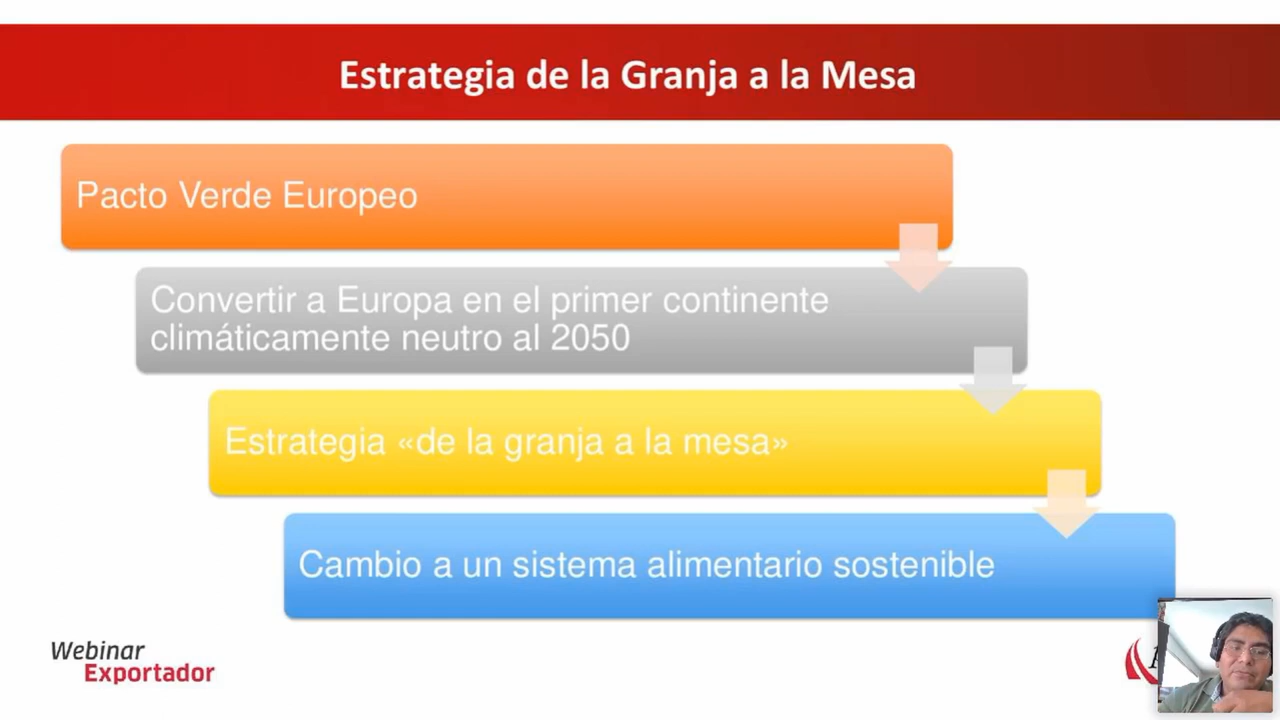 Estrategia de la Granja a la Mesa
Pacto Verde Europeo
Convertir a Europa en el primer continente
climáticamente neutro al 2050
Estrategia «de la granja a la mesa»
Cambio a un sistema alimentario sostenible
Webinar
Exportador